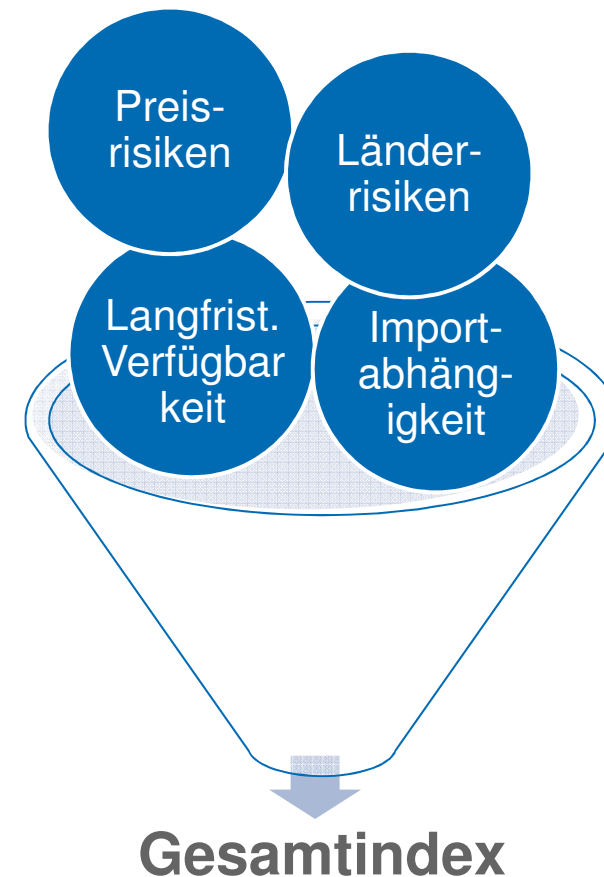 Preis-
risiken
Länder-
risiken
Langfrist.
Verfügbar
keit
Import-
abhäng-
igkeit
Gesamtindex